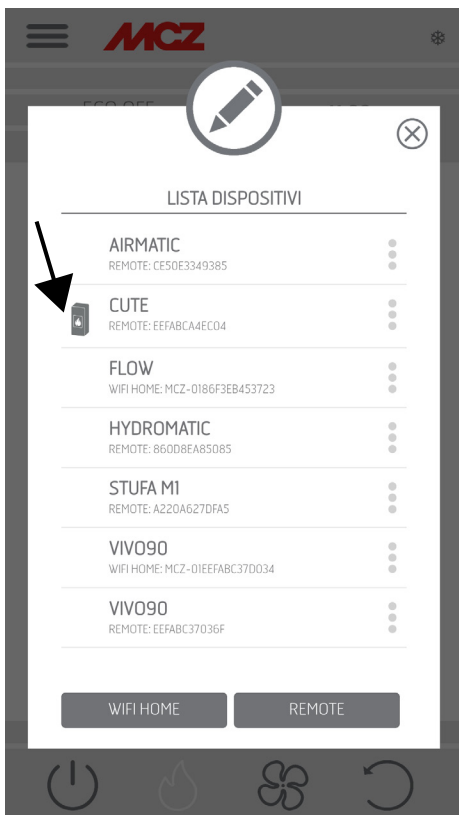 MCZ
LISTA DISPOSITIVI
AIRMATIC
REMOTE: CE50E3349385
CUTE
REMOTE: EEFABCA4EC04
FLOW
WIFI HOME: MCZ-0186F3EB453723
HYDROMATIC
REMOTE: 860D8EA85085
STUFA M1
REMOTE: A220A627DFA5
VIVO90
WIFI HOME: MCZ-01EEFABC37D034
VIVO90
REMOTE: EEFABC37036F
WIFI HOME
REMOTE